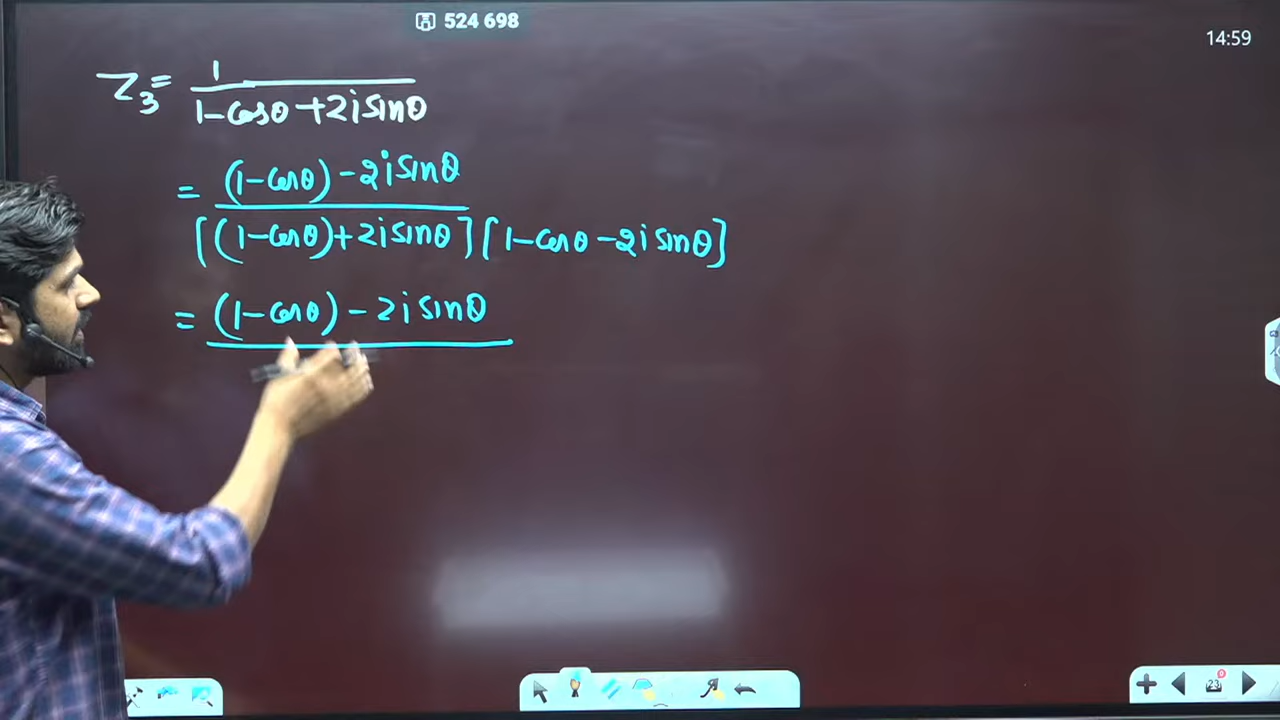 524 698
14:59
Z₃ = 1
1-cosθ+2isinθ
= (1-cosθ)-2isinθ
[(1-cosθ)+2isinθ][1-cosθ-2isinθ]
= (1-cosθ)-2isinθ
23